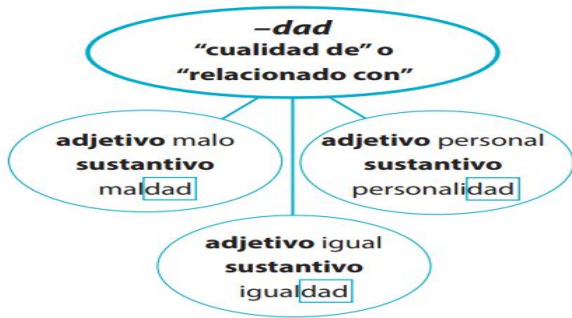 –dad
“cualidad de” o
“relacionado con”
adjetivo malo
sustantivo
maldad
adjetivo personal
sustantivo
personalidad
adjetivo igual
sustantivo
igualdad